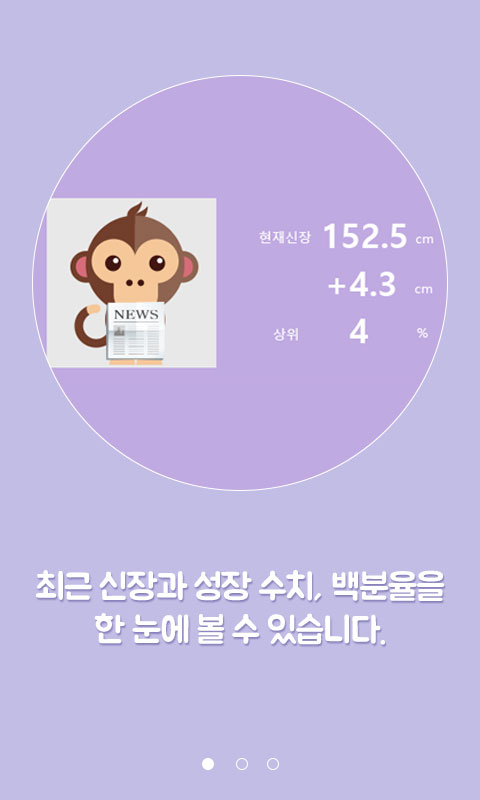 현재신장 152.5 cm
+4.3 cm
상위 4 %
NEWS
최근 신장과 성장 수치, 백분율을
한 눈에 볼 수 있습니다.